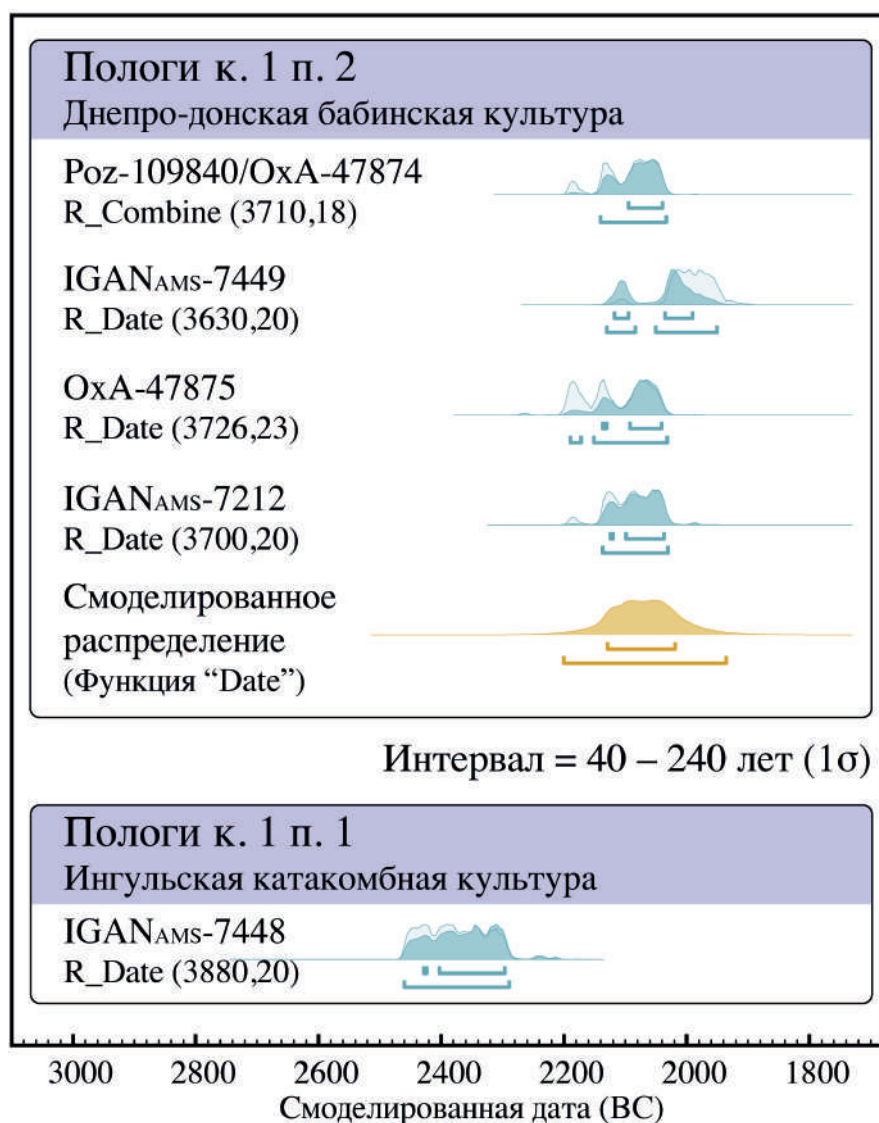 Пологи к. 1 п. 2
Днепро-донская бабинская культура
Poz-109840/OxA-47874
R_Combine (3710,18)
IGANAMS-7449
R_Date (3630,20)
OxA-47875
R_Date (3726,23)
IGANAMS-7212
R_Date (3700,20)
Смоделированное
распределение
(Функция “Date”)
Интервал = 40 – 240 лет (1σ)
Пологи к. 1 п. 1
Ингульская катакомбная культура
IGANAMS-7448
R_Date (3880,20)
3000 2800 2600 2400 2200 2000 1800
Смоделированная дата (BC)